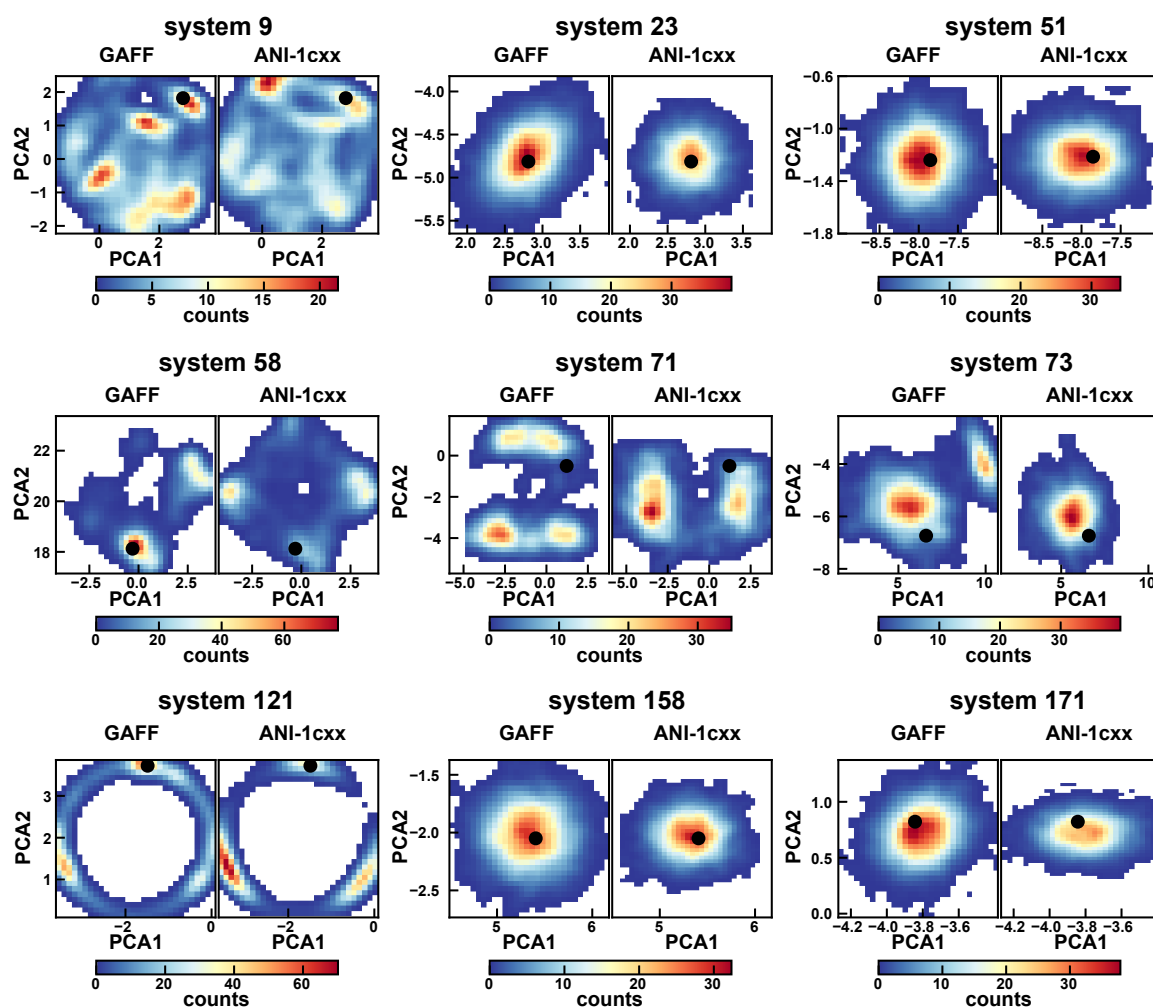 system 9
system 23
system 51
GAFF ANI-1cxx
GAFF ANI-1cxx
GAFF ANI-1cxx
PCA2
2
1
0
−1
−2
0 2 0 2
PCA1 PCA1
0 5 10 15 20
counts
PCA2
−4.0
−4.5
−5.0
−5.5
2.0 2.5 3.0 3.5 2.0 2.5 3.0 3.5
PCA1 PCA1
0 10 20 30
counts
PCA2
−0.6
−1.0
−1.4
−1.8
−8.5 −8.0 −7.5 −8.5 −8.0 −7.5
PCA1 PCA1
0 10 20 30
counts
system 58
system 71
system 73
GAFF ANI-1cxx
GAFF ANI-1cxx
GAFF ANI-1cxx
PCA2
22
20
18
−2.5 0.0 2.5 −2.5 0.0 2.5
PCA1 PCA1
0 20 40 60
counts
PCA2
0
−2
−4
−5.0 −2.5 0.0 2.5 −5.0 −2.5 0.0 2.5
PCA1 PCA1
0 10 20 30
counts
PCA2
−4
−6
−8
5 10 5 10
PCA1 PCA1
0 10 20 30
counts
system 121
system 158
system 171
GAFF ANI-1cxx
GAFF ANI-1cxx
GAFF ANI-1cxx
PCA2
3
2
1
−2 0 −2 0
PCA1 PCA1
0 20 40 60
counts
PCA2
−1.5
−2.0
−2.5
5 6 5 6
PCA1 PCA1
0 10 20 30
counts
PCA2
1.0
0.5
0.0
−4.2 −4.0 −3.8 −3.6 −4.2 −4.0 −3.8 −3.6
PCA1 PCA1
0 10 20 30
counts